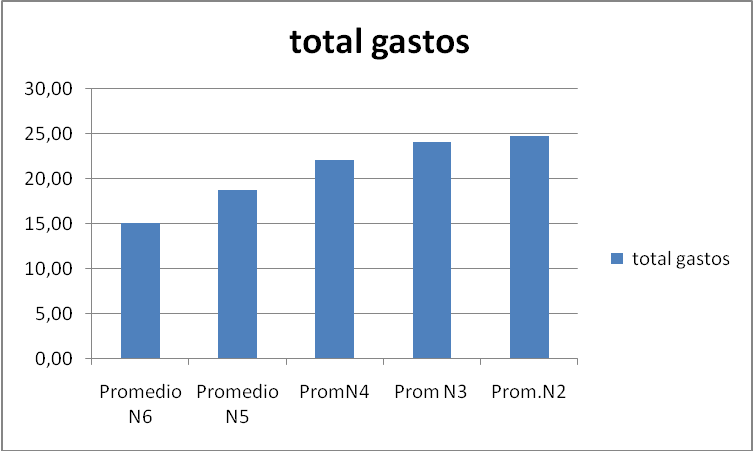 total gastos
30,00
25,00
20,00
15,00
10,00
5,00
0,00
Promedio
N6
Promedio
N5
PromN4
Prom N3
Prom.N2
total gastos